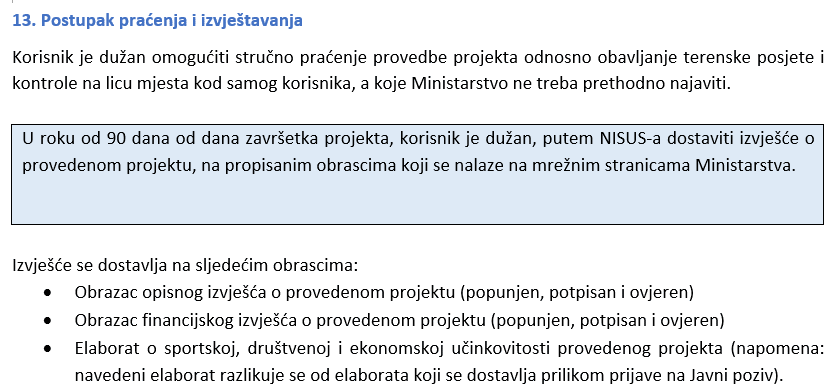 13. Postupak praćenja i izvještavanja
Korisnik je dužan omogućiti stručno praćenje provedbe projekta odnosno obavljanje terenske posjete i
kontrole na licu mjesta kod samog korisnika, a koje Ministarstvo ne treba prethodno najaviti.
U roku od 90 dana od dana završetka projekta, korisnik je dužan, putem NISUS-a dostaviti izvješće o
provedenom projektu, na propisanim obrascima koji se nalaze na mrežnim stranicama Ministarstva.
Izvješće se dostavlja na sljedećim obrascima:
• Obrazac opisnog izvješća o provedenom projektu (popunjen, potpisan i ovjeren)
• Obrazac financijskog izvješća o provedenom projektu (popunjen, potpisan i ovjeren)
• Elaborat o sportskoj, društvenoj i ekonomskoj učinkovitosti provedenog projekta (napomena:
navedeni elaborat razlikuje se od elaborata koji se dostavlja prilikom prijave na Javni poziv).